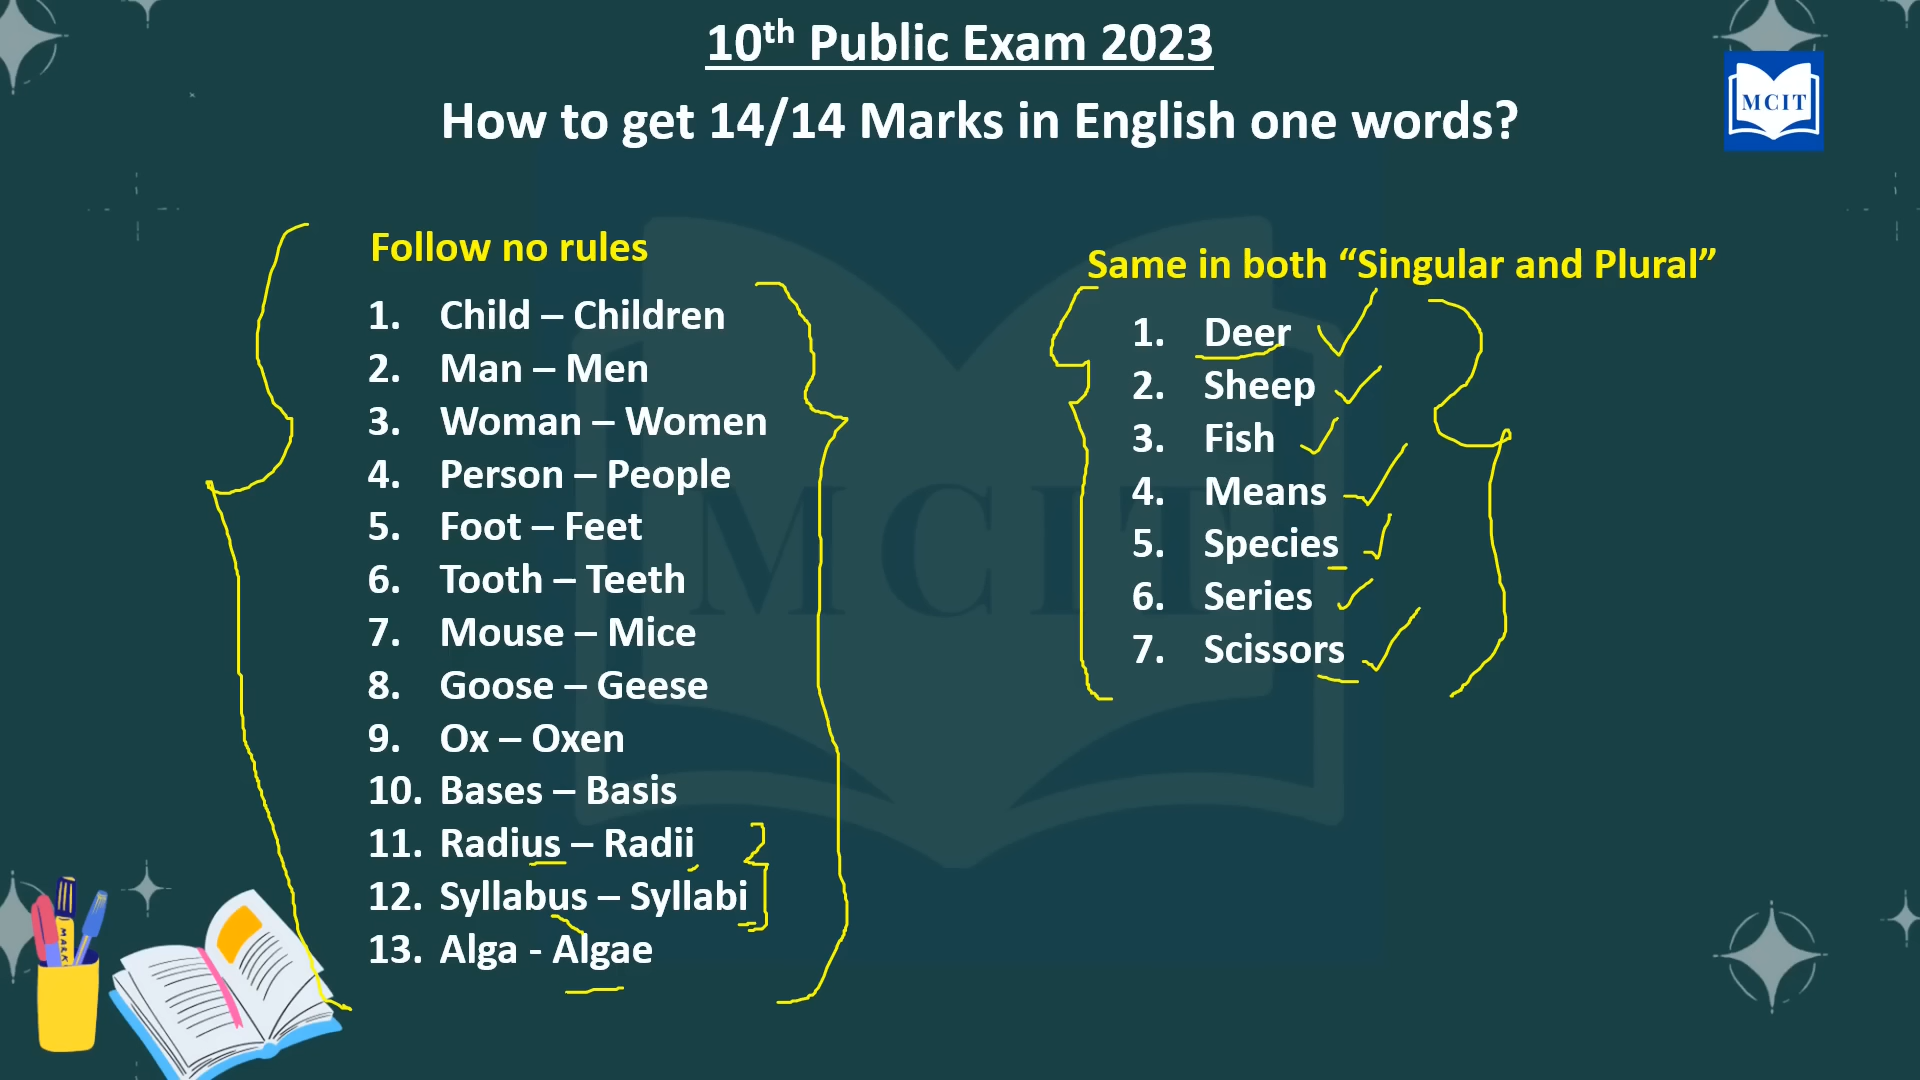 10th Public Exam 2023
How to get 14/14 Marks in English one words?
MCIT
Follow no rules
1. Child – Children
2. Man – Men
3. Woman – Women
4. Person – People
5. Foot – Feet
6. Tooth – Teeth
7. Mouse – Mice
8. Goose – Geese
9. Ox – Oxen
10. Bases – Basis
11. Radius – Radii
12. Syllabus – Syllabi
13. Alga - Algae
Same in both “Singular and Plural”
1. Deer
2. Sheep
3. Fish
4. Means
5. Species
6. Series
7. Scissors
MCIT